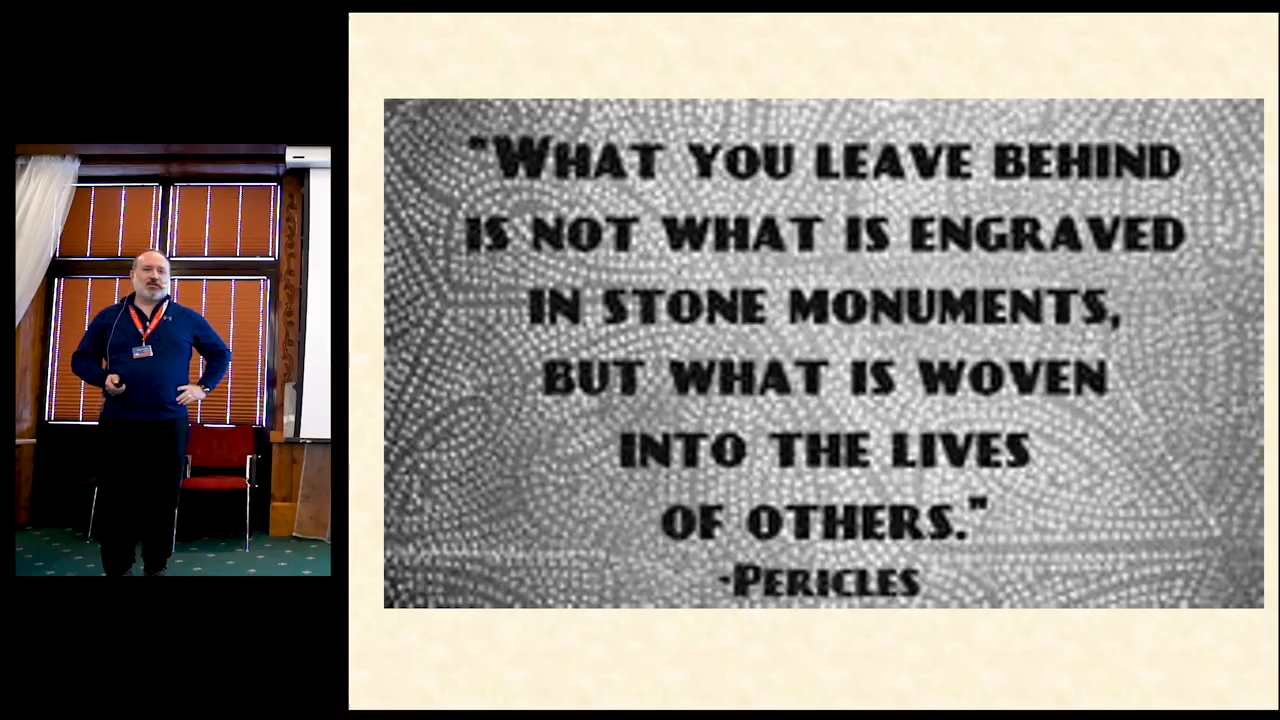 "WHAT YOU LEAVE BEHIND
IS NOT WHAT IS ENGRAVED
IN STONE MONUMENTS,
BUT WHAT IS WOVEN
INTO THE LIVES
OF OTHERS."
-PERICLES